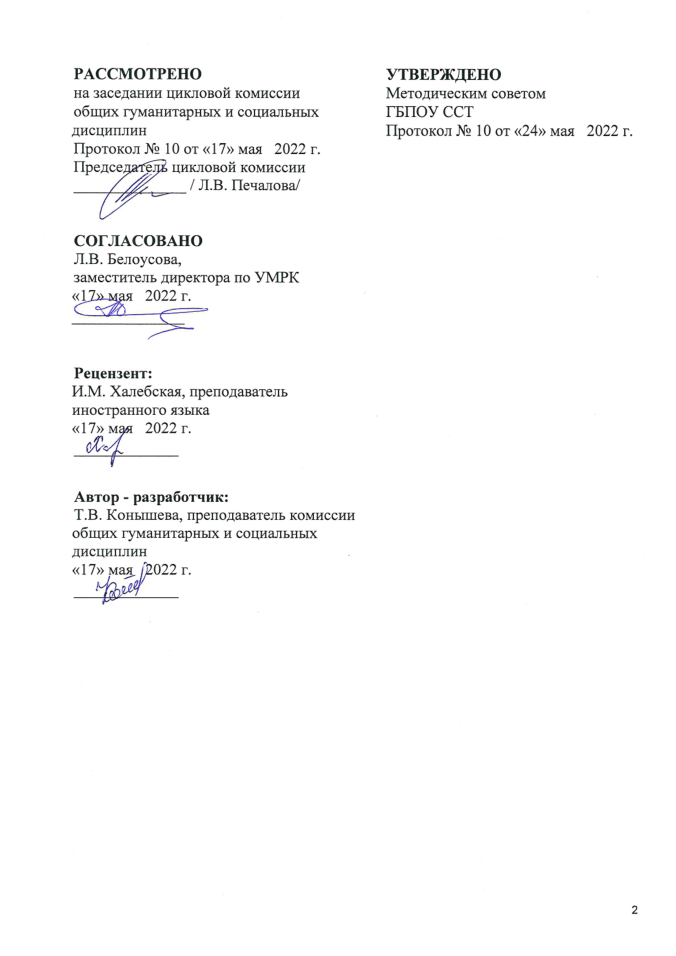 РАССМОТРЕНО
на заседании цикловой комиссии
общих гуманитарных и социальных
дисциплин
Протокол № 10 от «17» мая 2022 г.
Председатель цикловой комиссии
________________ / Л.В. Печалова/
УТВЕРЖДЕНО
Методическим советом
ГБПОУ ССТ
Протокол № 10 от «24» мая 2022 г.
СОГЛАСОВАНО
Л.В. Белоусова,
заместитель директора по УМРК
«17» мая 2022 г.
Рецензент:
И.М. Халебская, преподаватель
иностранного языка
«17» мая 2022 г.
Автор - разработчик:
Т.В. Конышева, преподаватель комиссии
общих гуманитарных и социальных
дисциплин
«17» мая 2022 г.
2